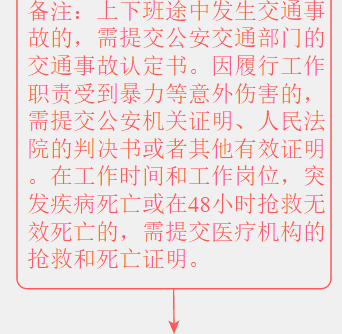 备注：上下班途中发生交通事
故的，需提交公安交通部门的
交通事故认定书。因履行工作
职责受到暴力等意外伤害的，
需提交公安机关证明、人民法
院的判决书或者其他有效证明
。在工作时间和工作岗位，突
发疾病死亡或在48小时抢救无
效死亡的，需提交医疗机构的
抢救和死亡证明。